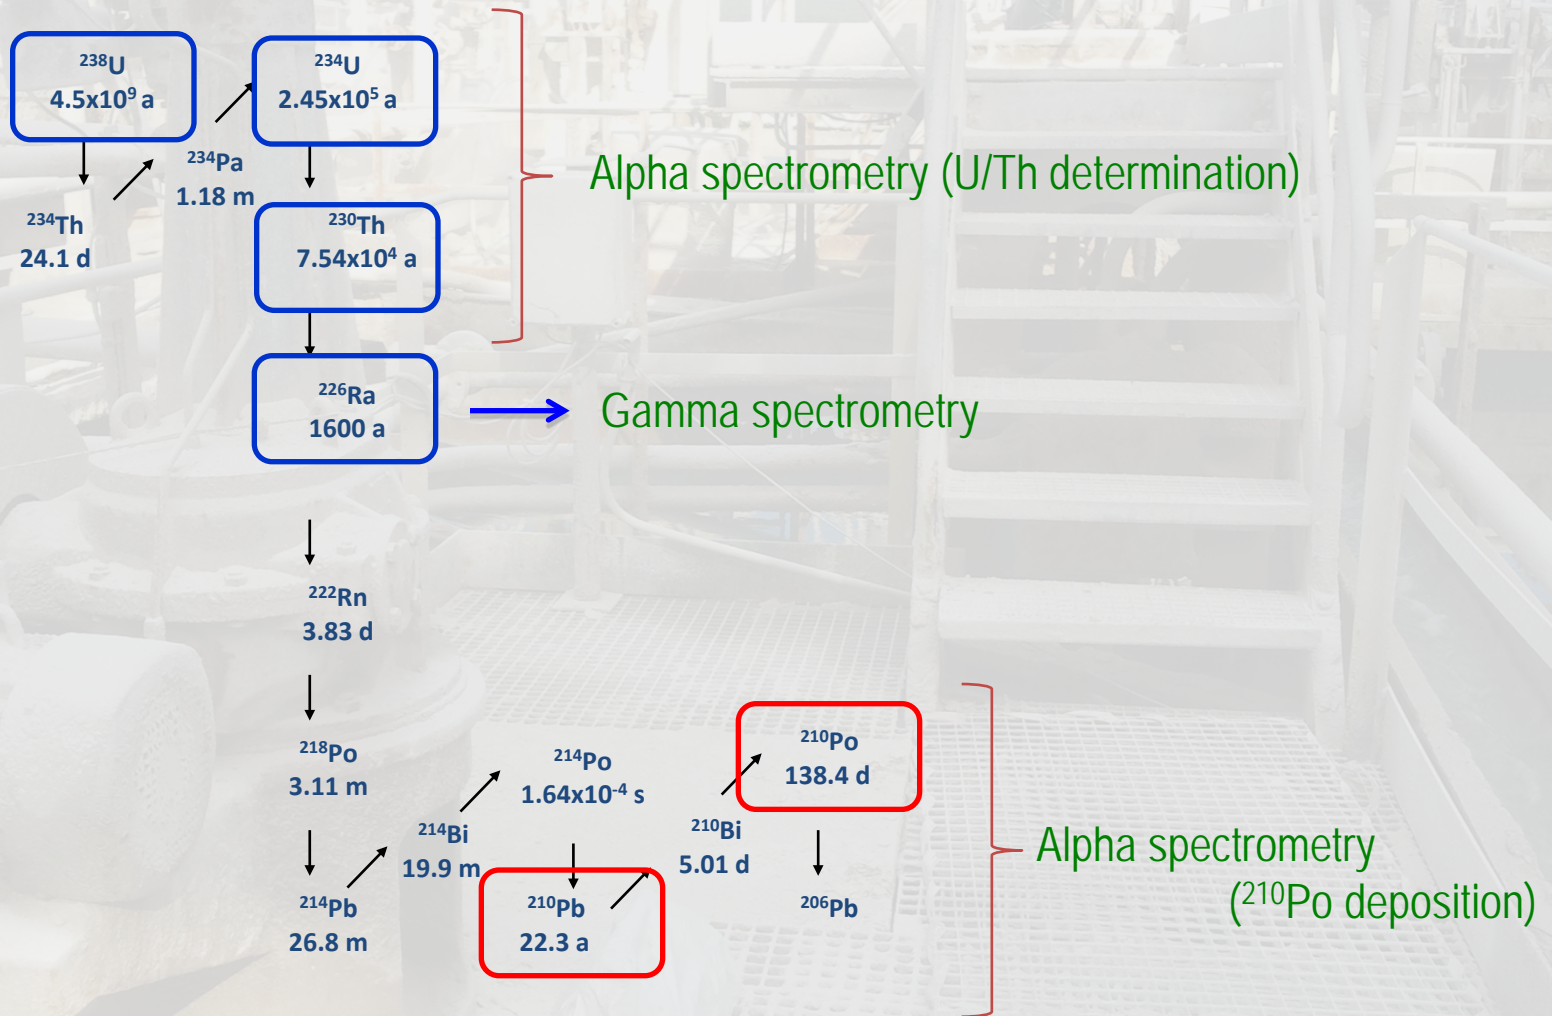 ²³⁸U
4.5x10⁹ a
²³⁴U
2.45x10⁵ a
²³⁴Pa
1.18 m
²³⁴Th
24.1 d
²³⁰Th
7.54x10⁴ a
Alpha spectrometry (U/Th determination)
²²⁶Ra
1600 a
Gamma spectrometry
²²²Rn
3.83 d
²¹⁸Po
3.11 m
²¹⁴Po
1.64x10⁻⁴ s
²¹⁰Po
138.4 d
²¹⁴Bi
19.9 m
²¹⁰Bi
5.01 d
²¹⁴Pb
26.8 m
²¹⁰Pb
22.3 a
²⁰⁶Pb
Alpha spectrometry
(²¹⁰Po deposition)